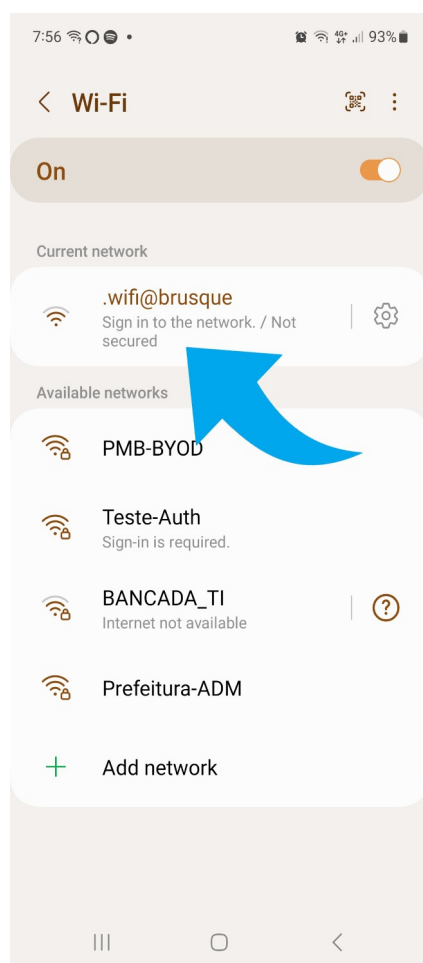 7:56 4G+ 93%
Wi-Fi
On
Current network
.wifi@brusque
Sign in to the network. / Not
secured
Available networks
PMB-BYOD
Teste-Auth
Sign-in is required.
BANCADA_TI
Internet not available
?
Prefeitura-ADM
Add network